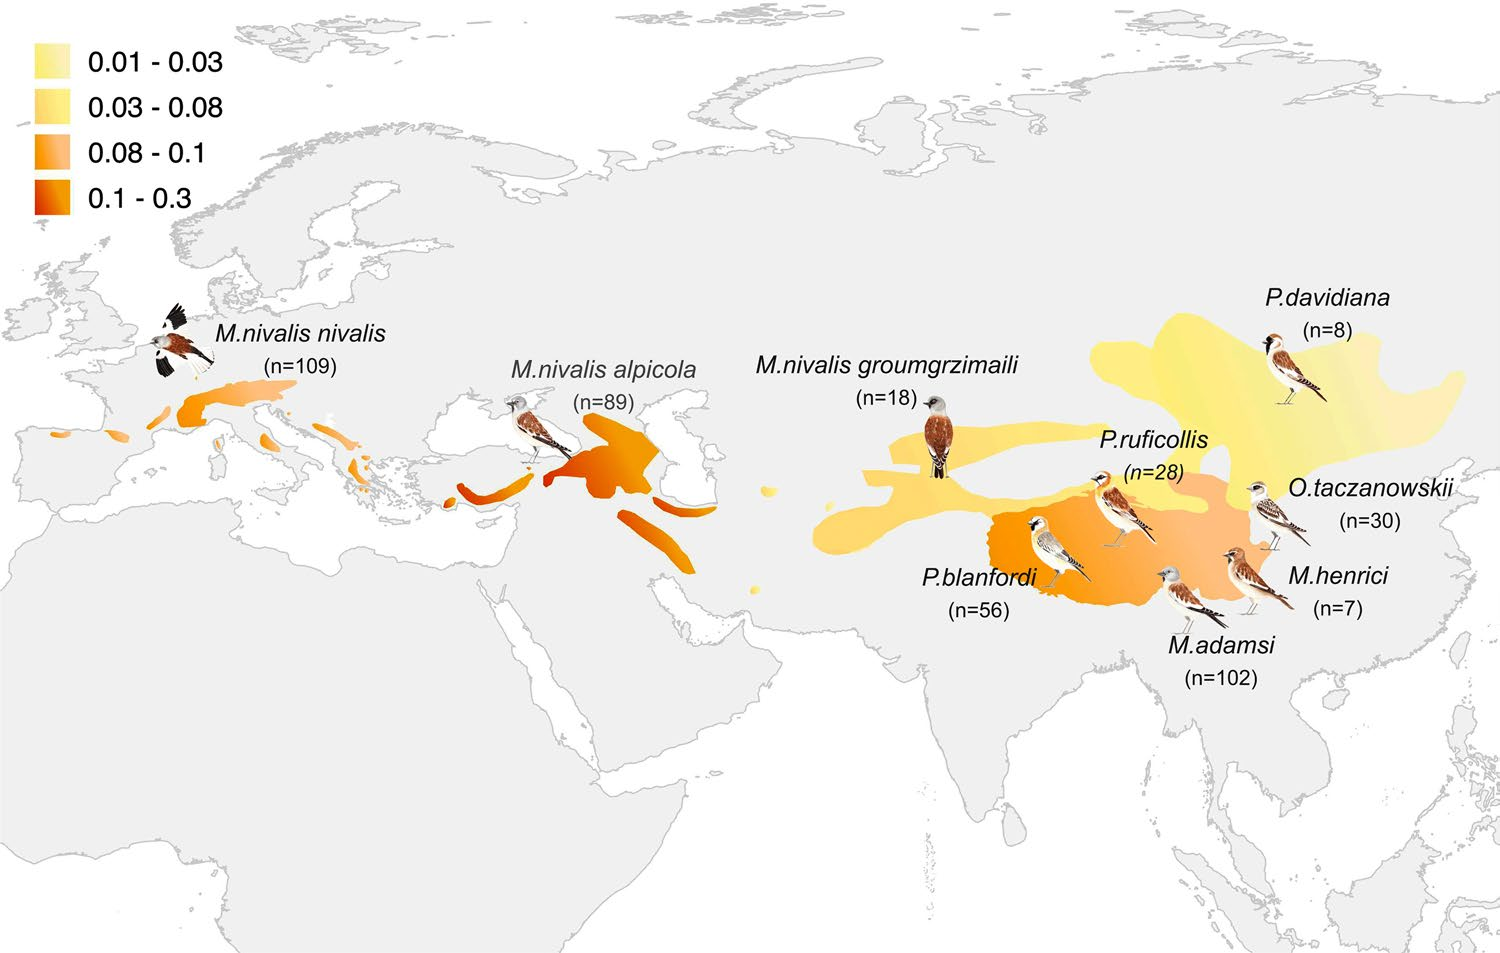 0.01 - 0.03
0.03 - 0.08
0.08 - 0.1
0.1 - 0.3
P.davidiana
(n=8)
M.nivalis nivalis
(n=109)
M.nivalis alpicola
(n=89)
M.nivalis groumgrzimaili
(n=18)
P.ruficollis
(n=28)
O.taczanowskii
(n=30)
P.blanfordi
(n=56)
M.henrici
(n=7)
M.adamsi
(n=102)